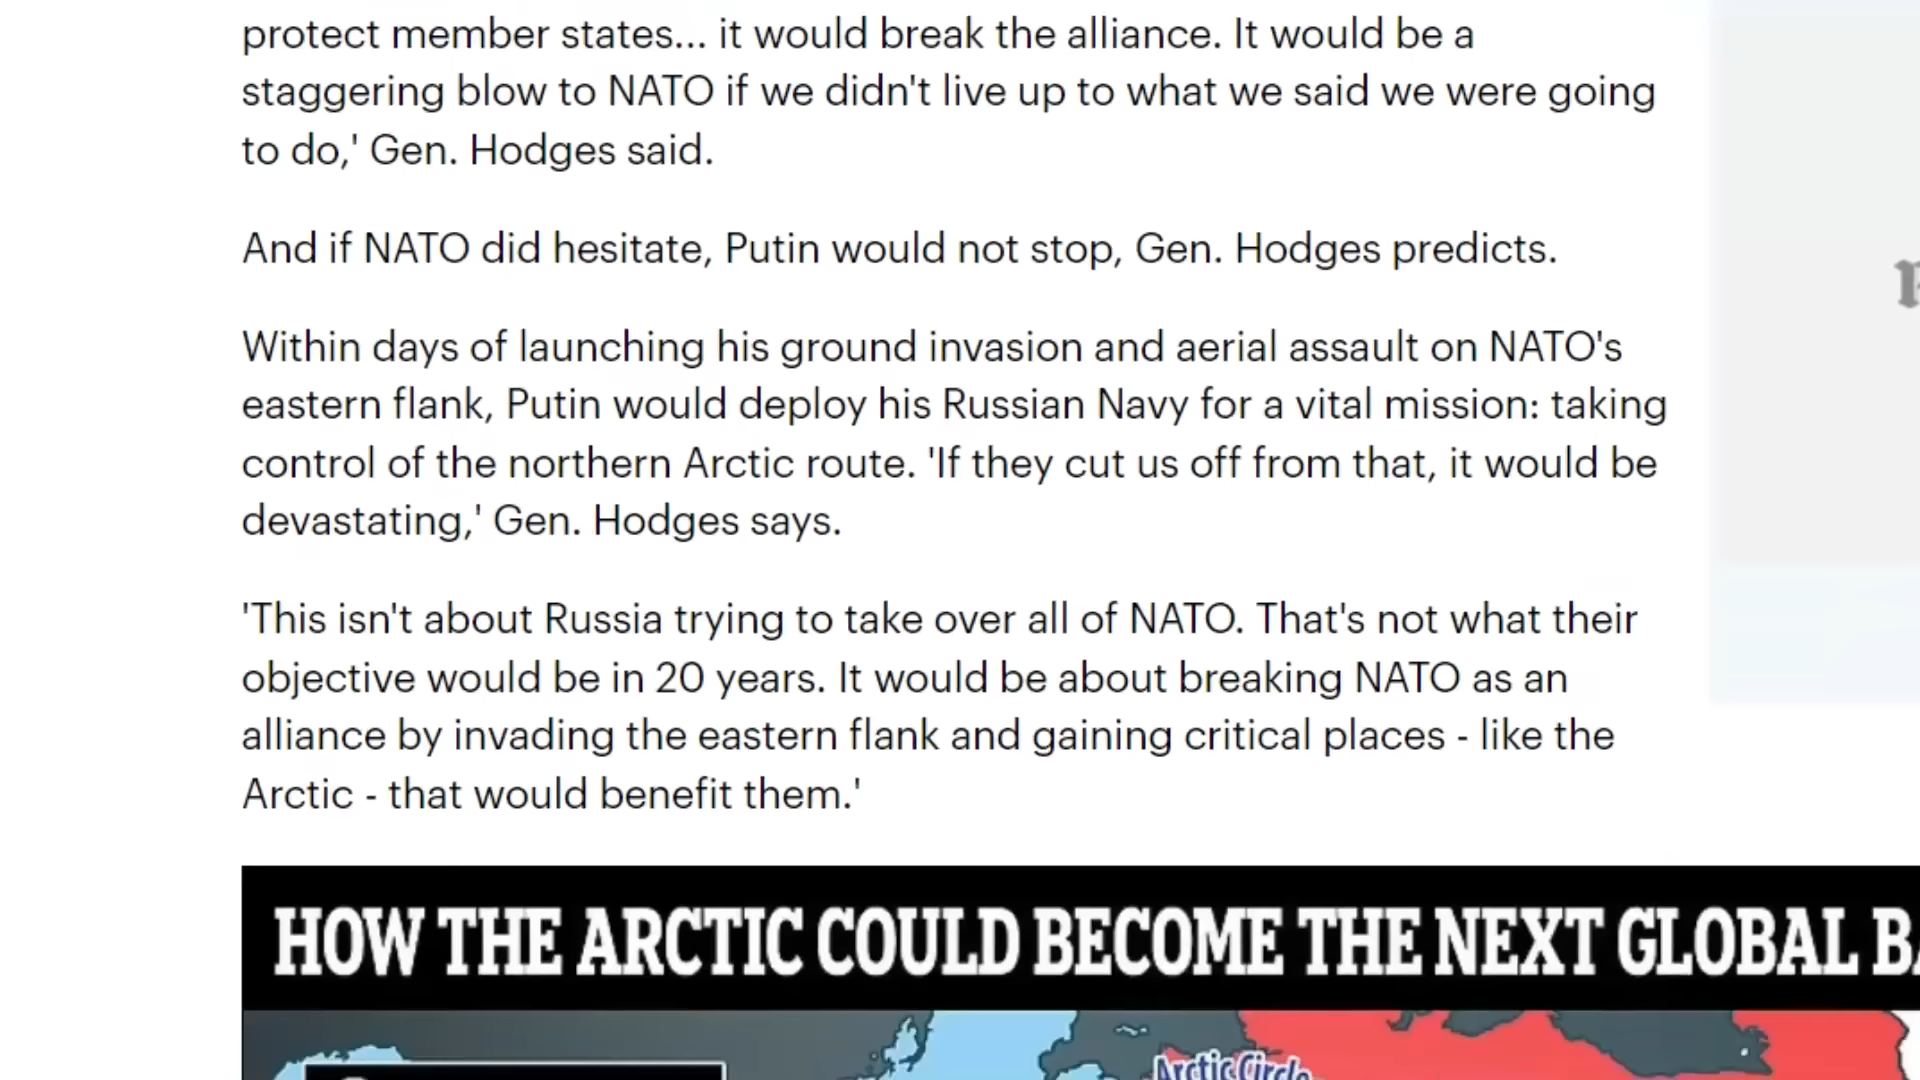 protect member states... it would break the alliance. It would be a
staggering blow to NATO if we didn't live up to what we said we were going
to do,' Gen. Hodges said.
And if NATO did hesitate, Putin would not stop, Gen. Hodges predicts.
Within days of launching his ground invasion and aerial assault on NATO's
eastern flank, Putin would deploy his Russian Navy for a vital mission: taking
control of the northern Arctic route. 'If they cut us off from that, it would be
devastating,' Gen. Hodges says.
'This isn't about Russia trying to take over all of NATO. That's not what their
objective would be in 20 years. It would be about breaking NATO as an
alliance by invading the eastern flank and gaining critical places - like the
Arctic - that would benefit them.'
HOW THE ARCTIC COULD BECOME THE NEXT GLOBAL
Arctic Circle